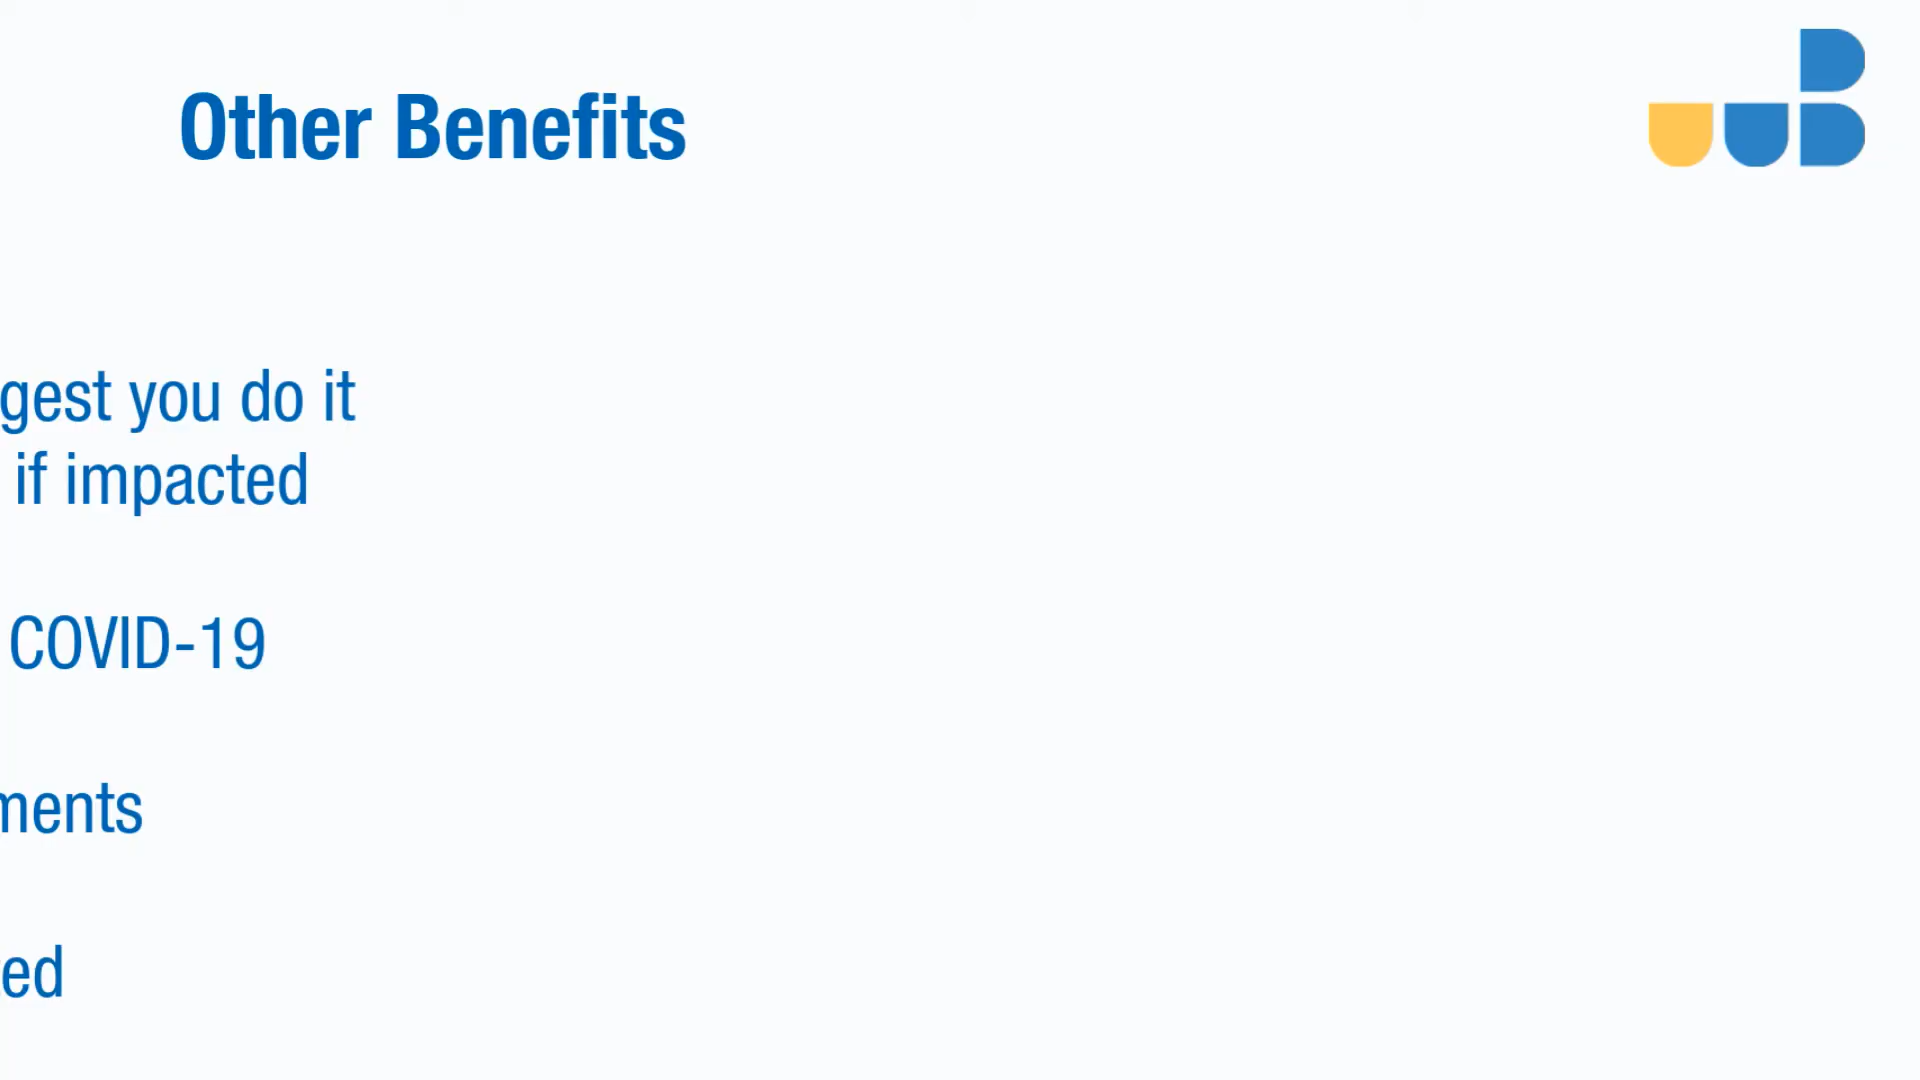 Other Benefits
gest you do it
if impacted
COVID-19
ments
ed